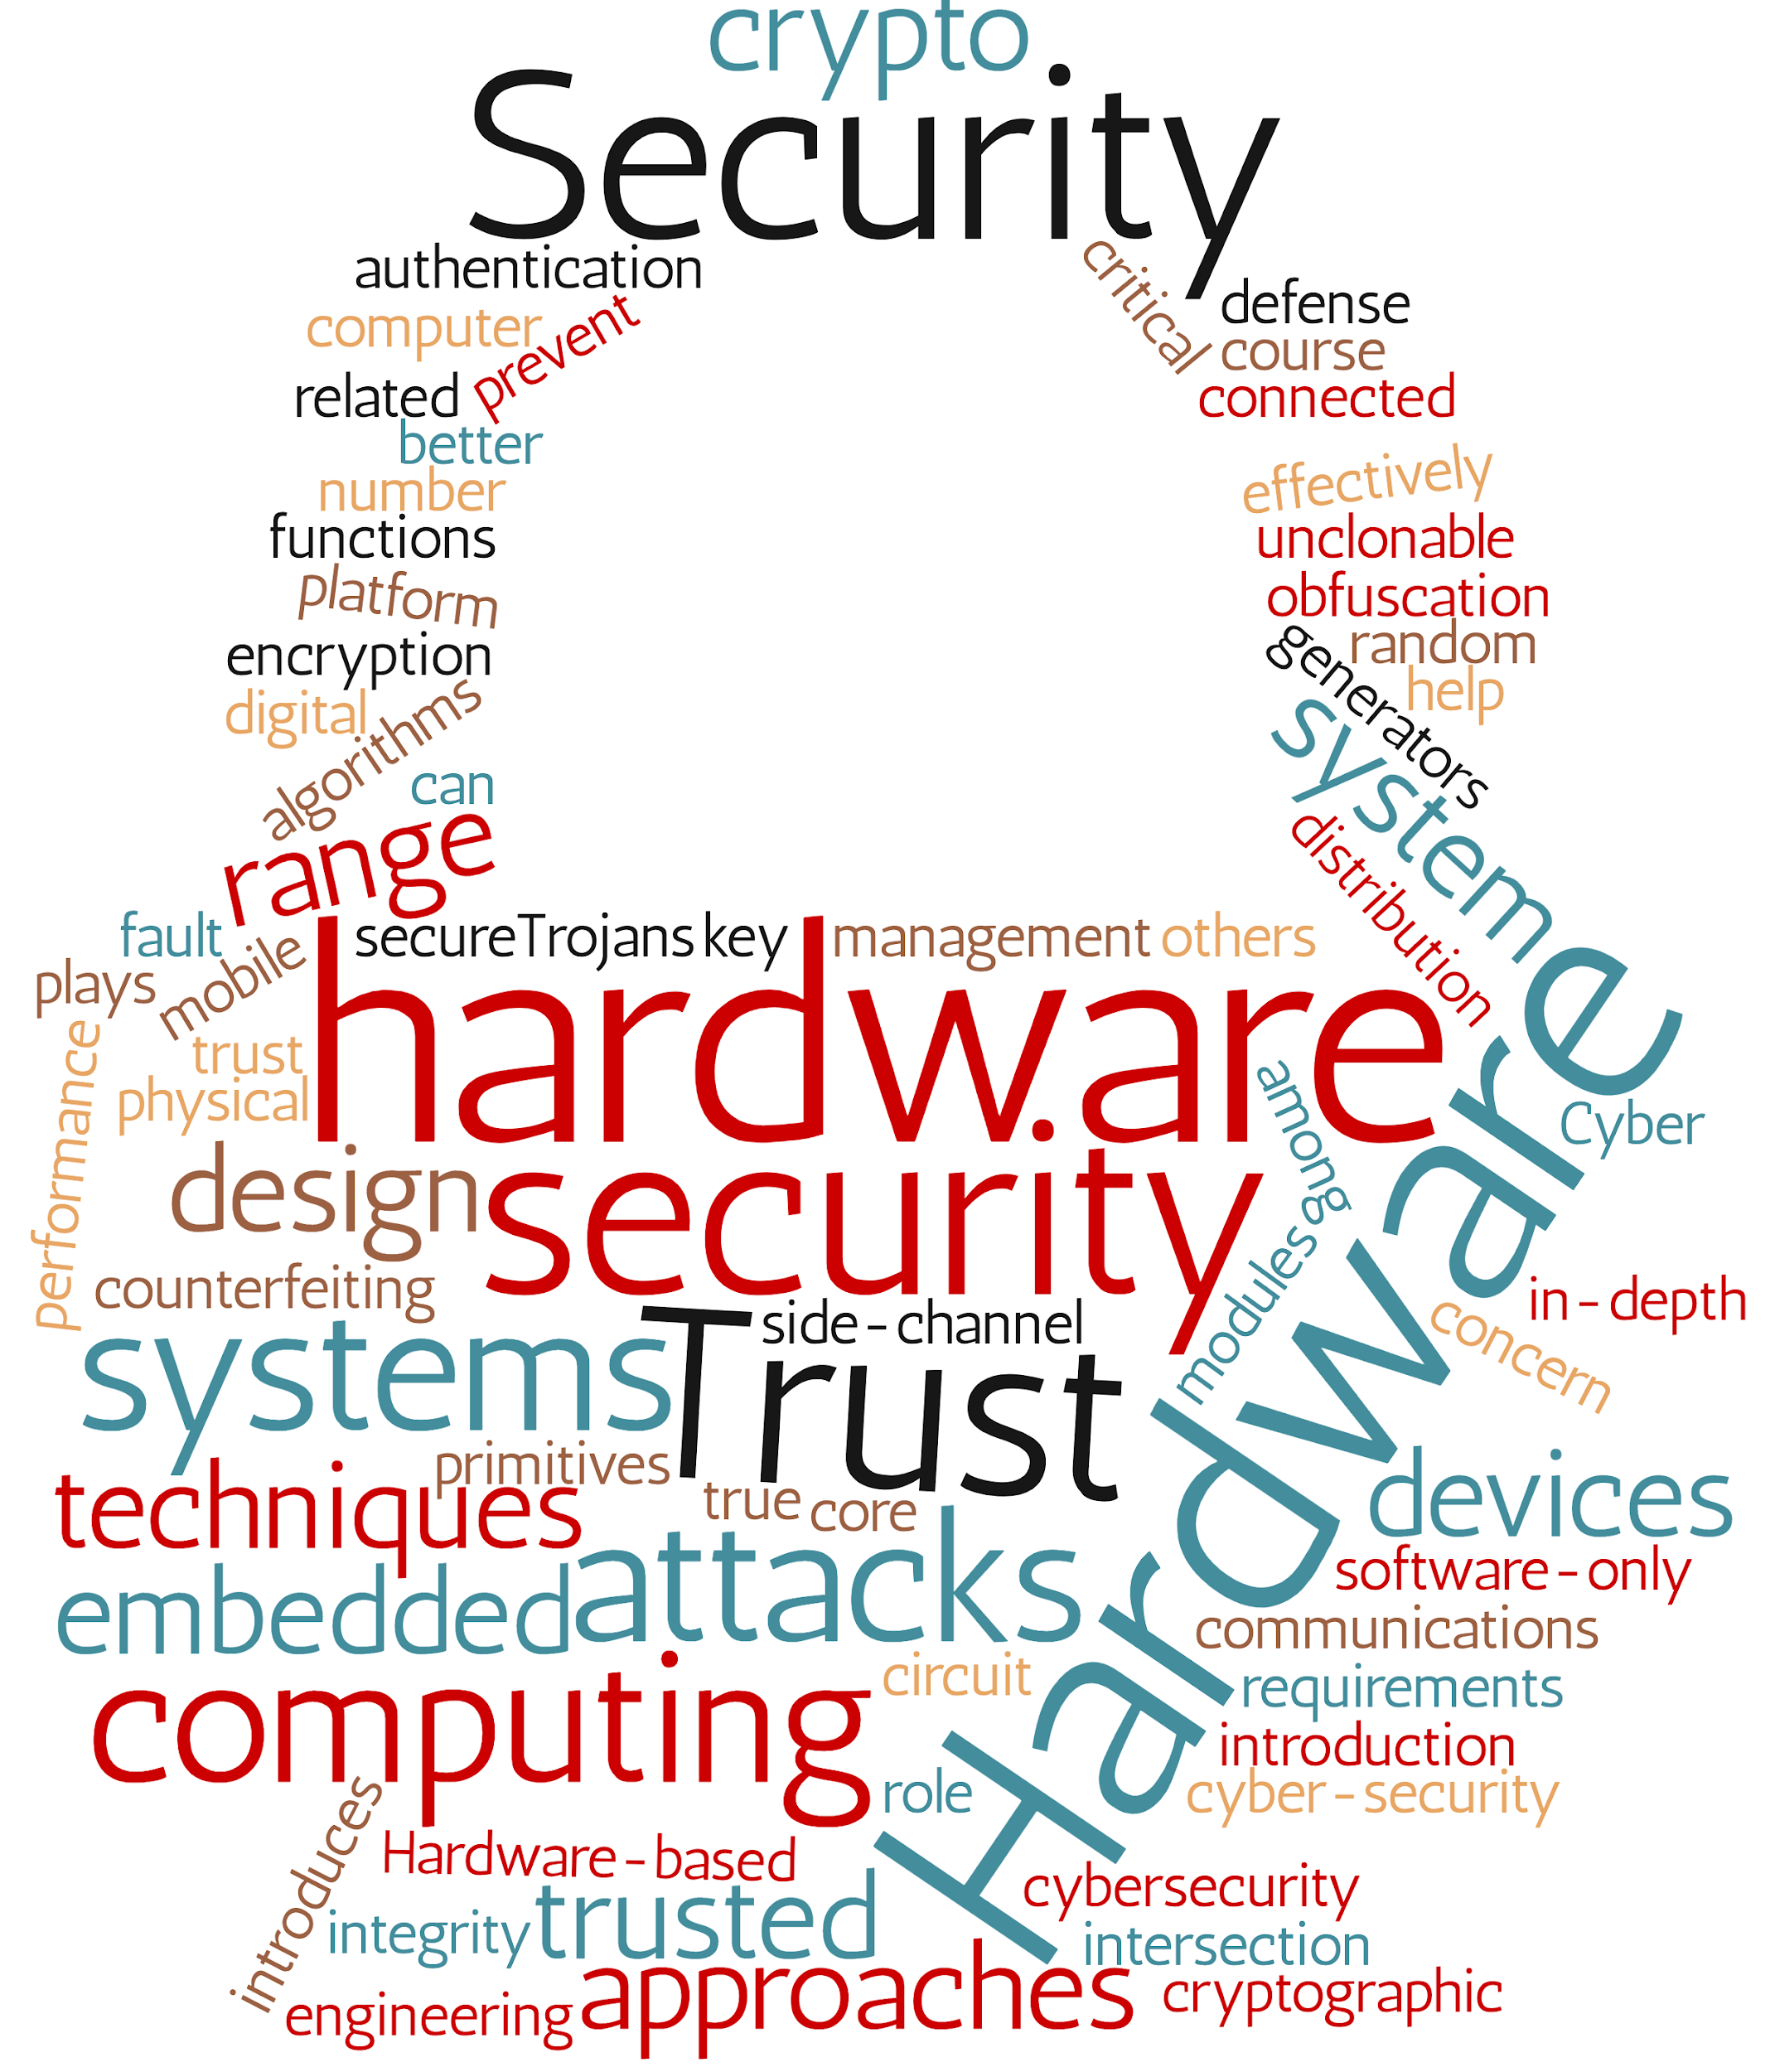 crypto
Security
authentication
critical
defense
computer
prevent
course
related
connected
better
effectively
number
functions
unclonable
platform
obfuscation
encryption
generators
random
digital
help
algorithms
systeme
can
range
distribution
fault
secure
Trojans
key
management
others
plays
mobile
hardw.are
performance
trust
physical
among
Cyber
design
security
modules
counterfeiting
side-channel
in-depth
concern
systems
Trust
HarDWare
primitives
techniques
true
core
devices
embedded
attacks
software-only
communications
computing
circuit
requirements
introduction
introduces
role
cyber-security
Hardware-based
cybersecurity
integrity
trusted
intersection
engineering
approaches
cryptographic